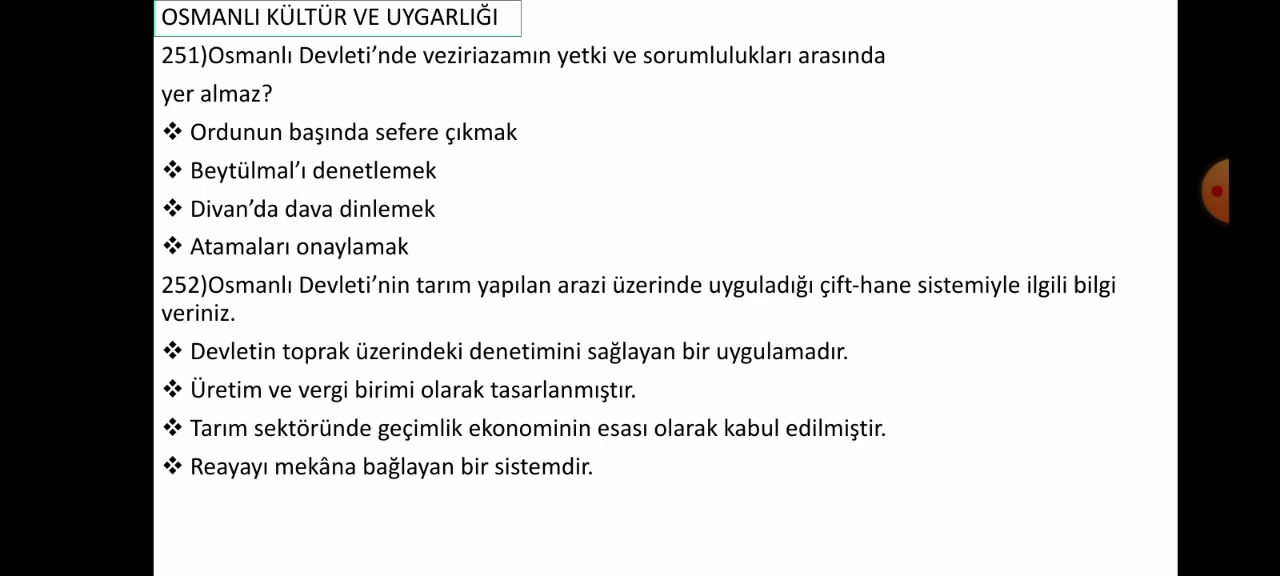 OSMANLI KÜLTÜR VE UYGARLIĞI
251)Osmanlı Devleti’nde veziriazamın yetki ve sorumlulukları arasında
yer almaz?
❖ Ordunun başında sefere çıkmak
❖ Beytülmal’ı denetlemek
❖ Divan’da dava dinlemek
❖ Atamaları onaylamak
252)Osmanlı Devleti’nin tarım yapılan arazi üzerinde uyguladığı çift-hane sistemiyle ilgili bilgi
veriniz.
❖ Devletin toprak üzerindeki denetimini sağlayan bir uygulamadır.
❖ Üretim ve vergi birimi olarak tasarlanmıştır.
❖ Tarım sektöründe geçimlik ekonominin esası olarak kabul edilmiştir.
❖ Reayayı mekâna bağlayan bir sistemdir.